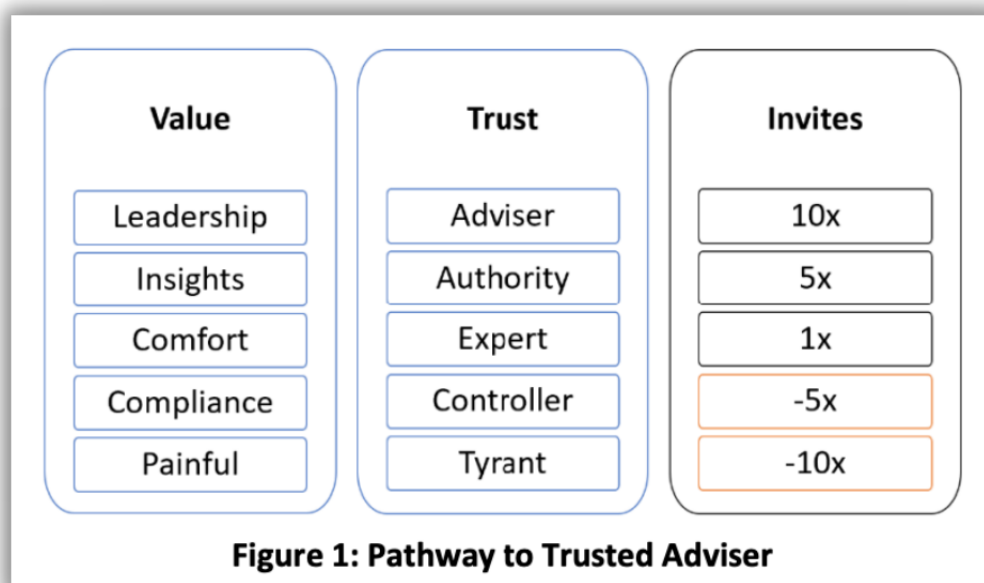 Value Trust Invites
Leadership Adviser 10x
Insights Authority 5x
Comfort Expert 1x
Compliance Controller -5x
Painful Tyrant -10x
Figure 1: Pathway to Trusted Adviser